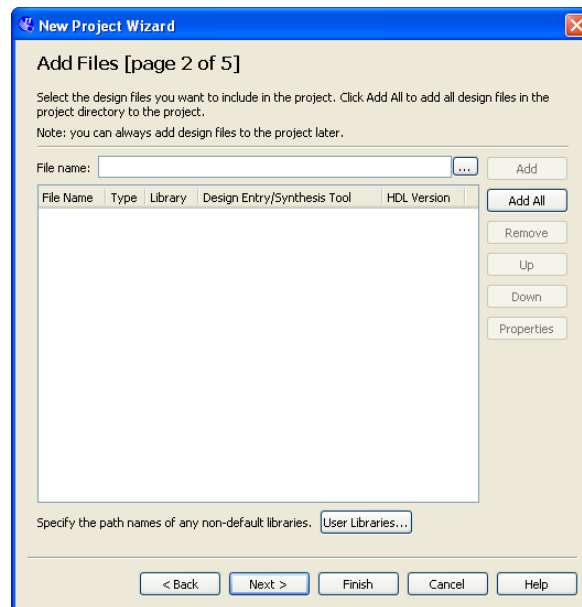 New Project Wizard
Add Files [page 2 of 5]
Select the design files you want to include in the project. Click Add All to add all design files in the
project directory to the project.
Note: you can always add design files to the project later.
File name: ... Add
File Name Type Library Design Entry/Synthesis Tool HDL Version Add All
Remove
Up
Down
Properties
Specify the path names of any non-default libraries. User Libraries...
< Back Next > Finish Cancel Help